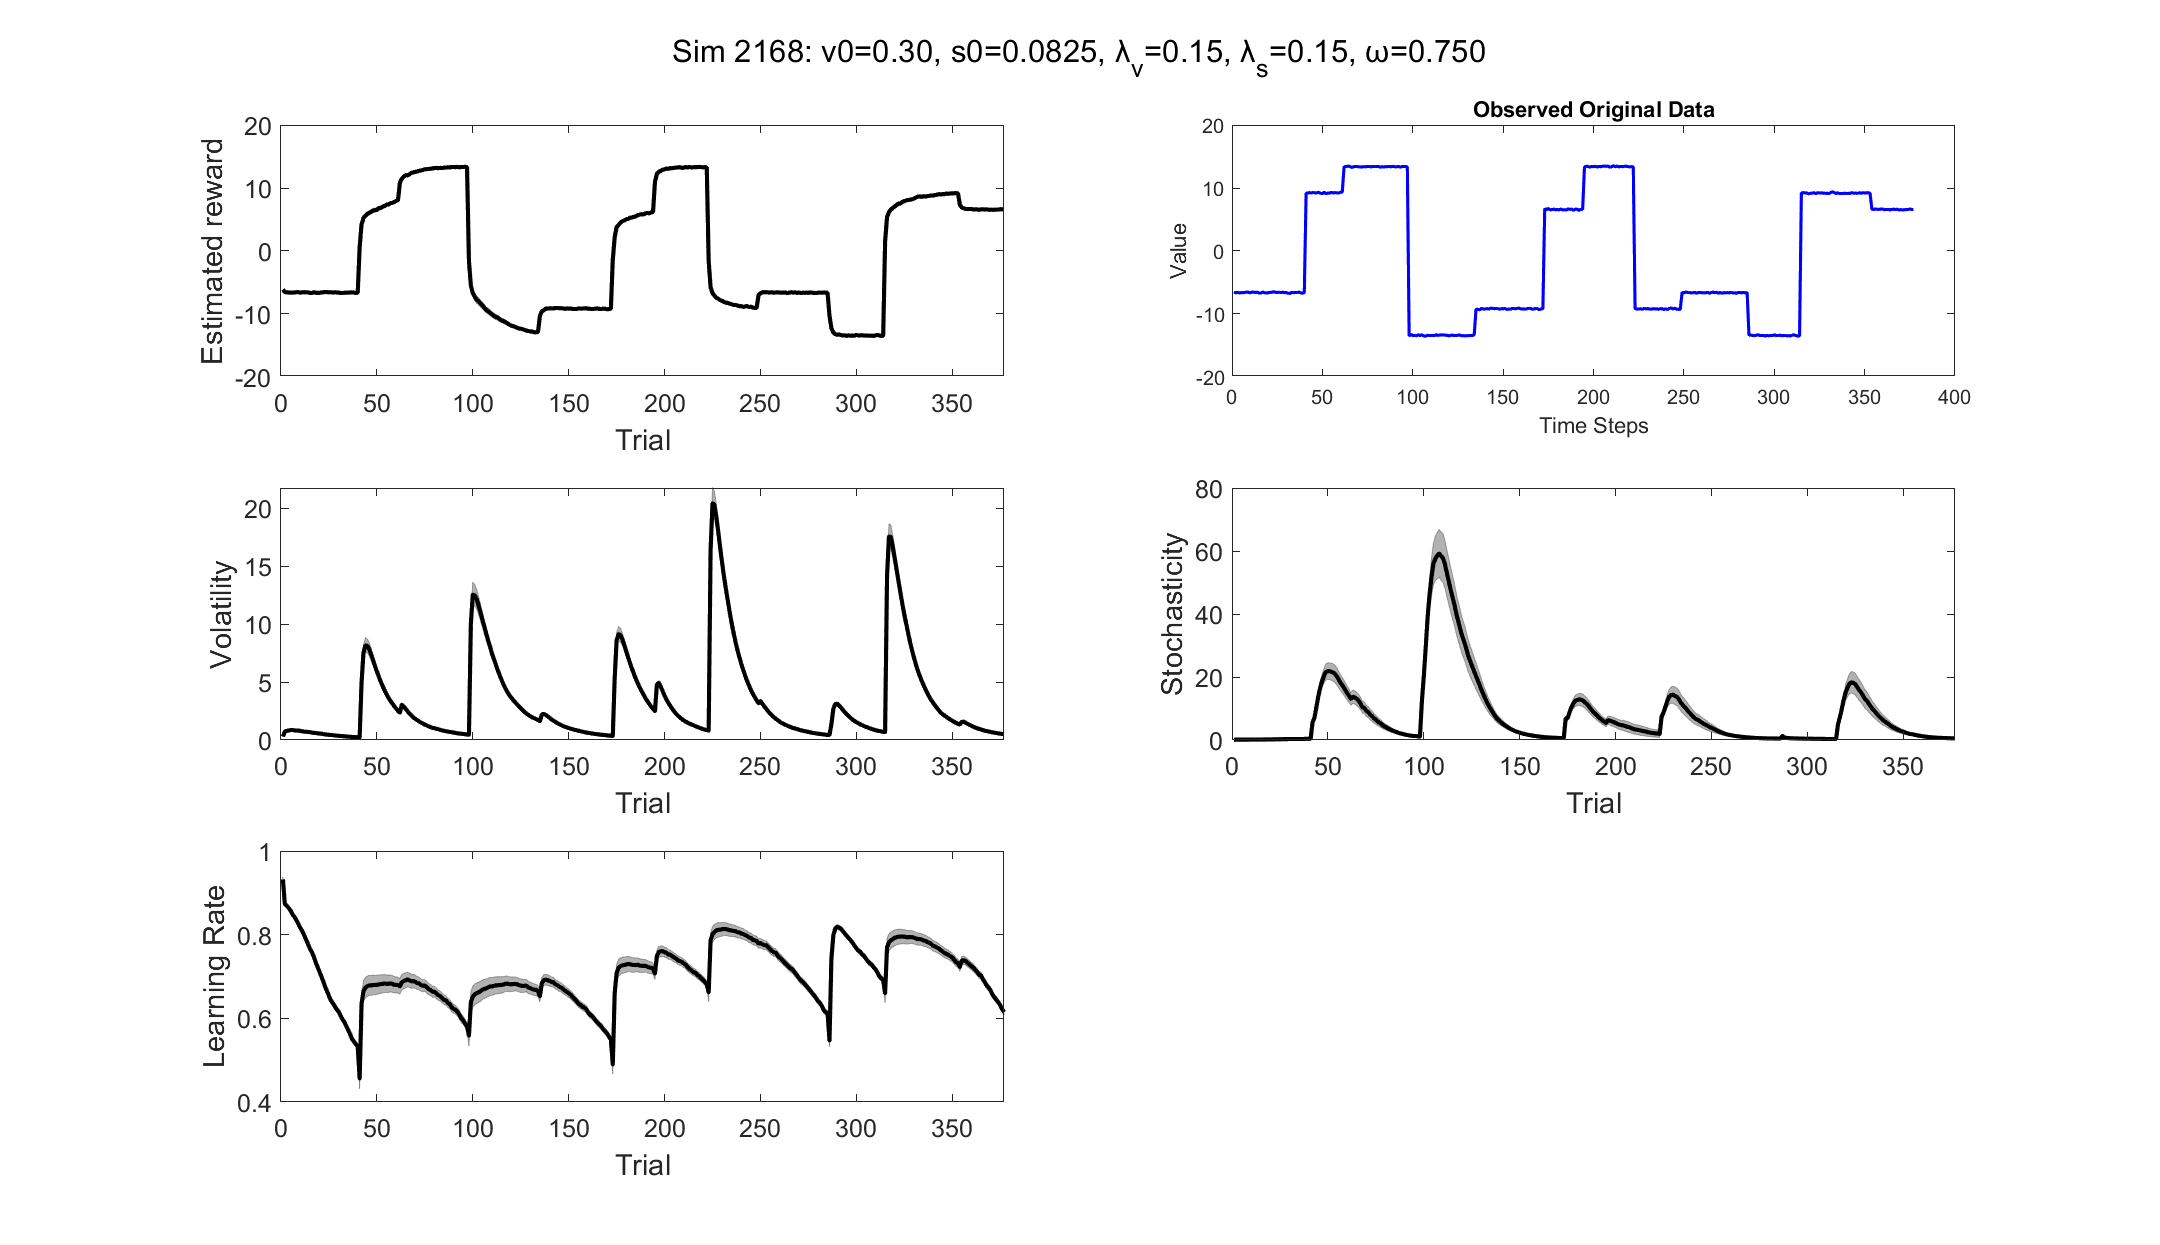 Sim 2168: v0=0.30, s0=0.0825, λ_v=0.15, λ_s=0.15, ω=0.750
Estimated reward
20
10
0
-10
-20
0 50 100 150 200 250 300 350
Trial
Observed Original Data
Value
20
10
0
-10
-20
0 50 100 150 200 250 300 350 400
Time Steps
Volatility
20
15
10
5
0
0 50 100 150 200 250 300 350
Trial
Stochasticity
80
60
40
20
0
0 50 100 150 200 250 300 350
Trial
Learning Rate
1
0.8
0.6
0.4
0 50 100 150 200 250 300 350
Trial